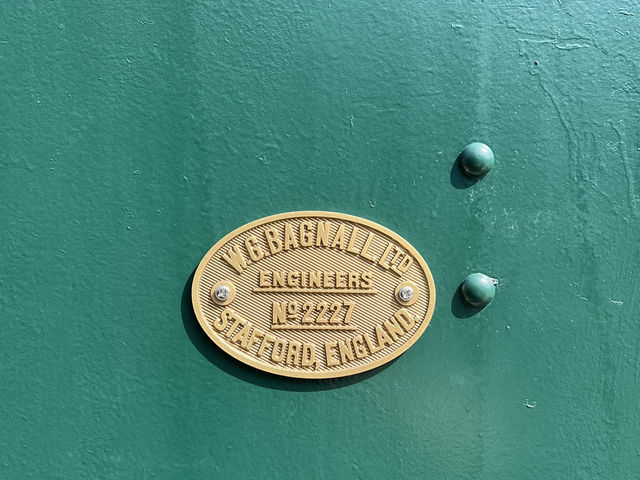 W.G. BAGNALL. LTD
ENGINEERS
No 2227
STAFFORD, ENGLAND.